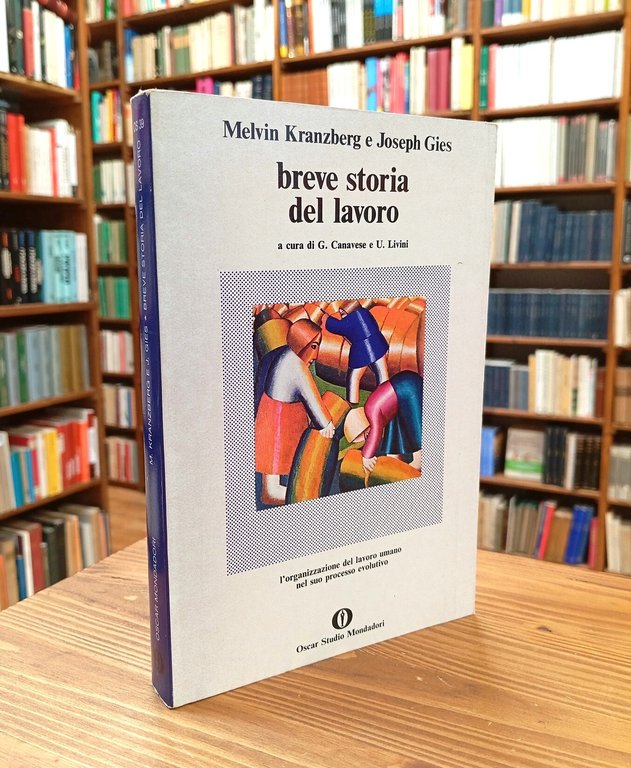 Melvin Kranzberg e Joseph Gies
breve storia
del lavoro
a cura di G. Canavese e U. Livini
l'organizzazione del lavoro umano
nel suo processo evolutivo
Oscar Studio Mondadori
M. KRANZBERG E J. GIES • BREVE STORIA DEL LAVORO
OSCAR MONDADORI